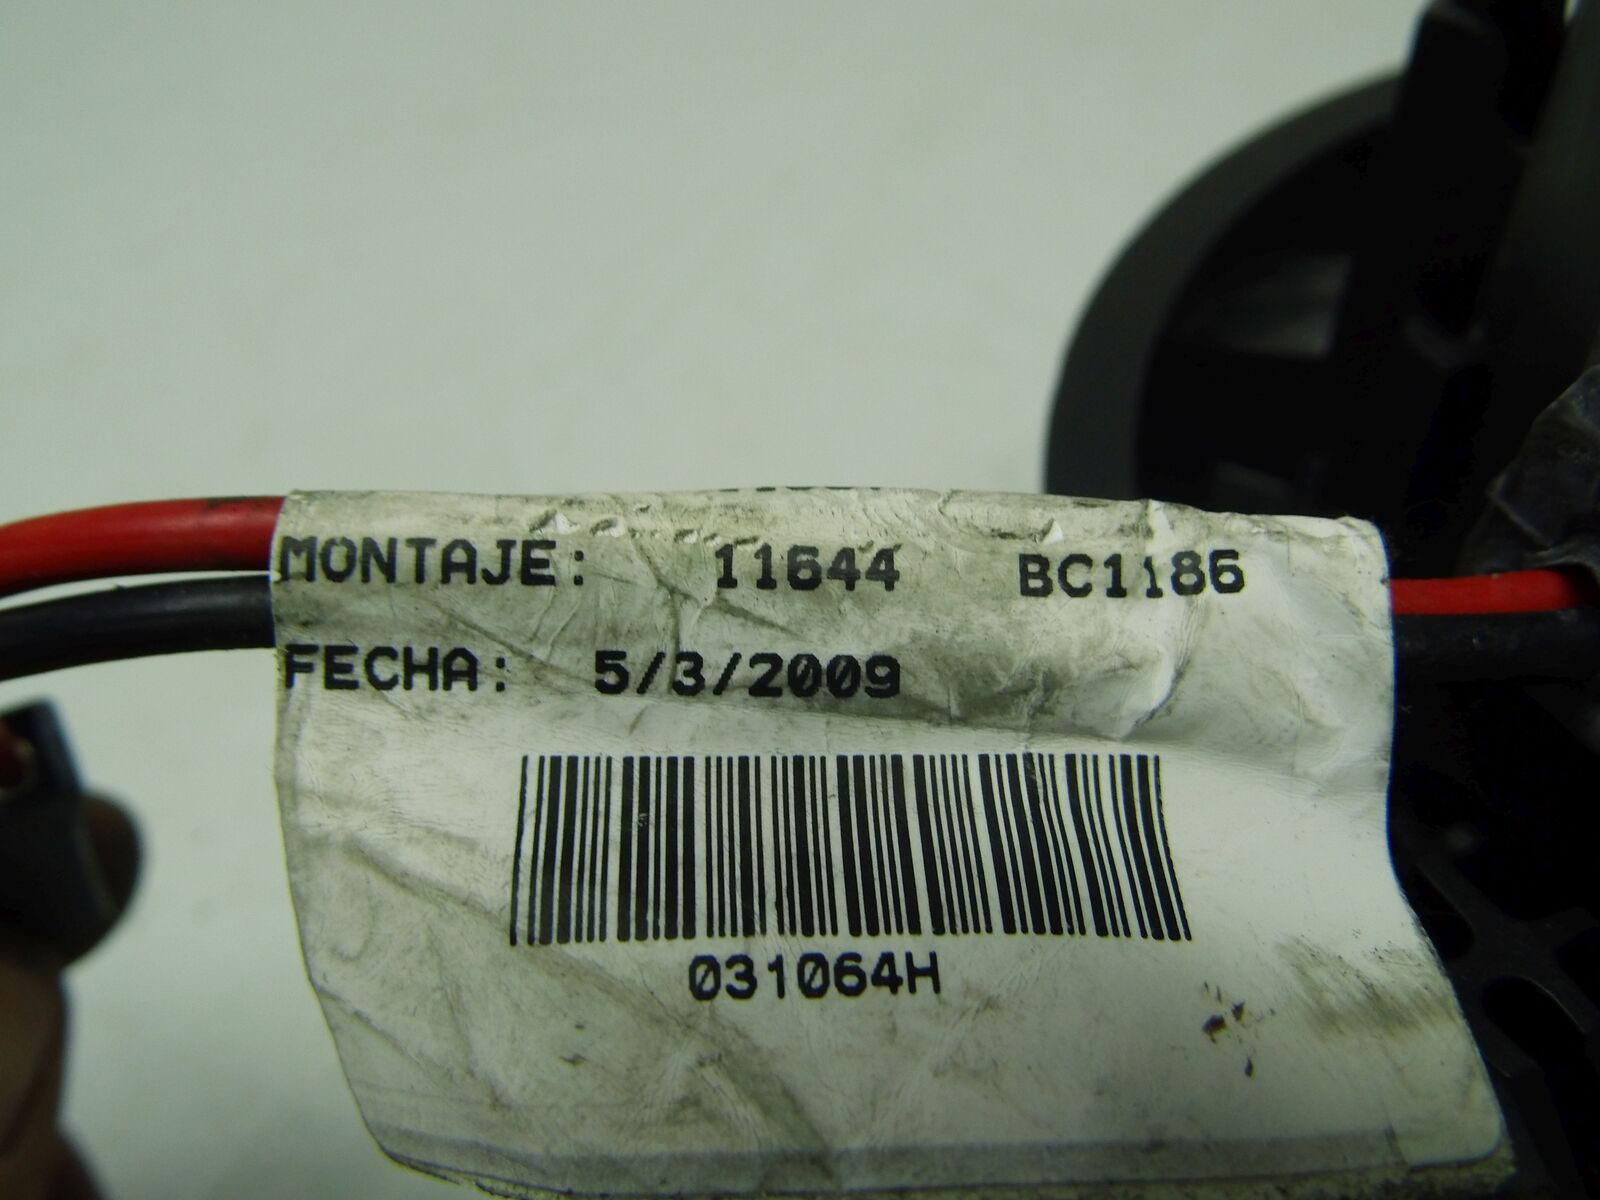 MONTAJE: 11644 BC1186
FECHA: 5/3/2009
031064H